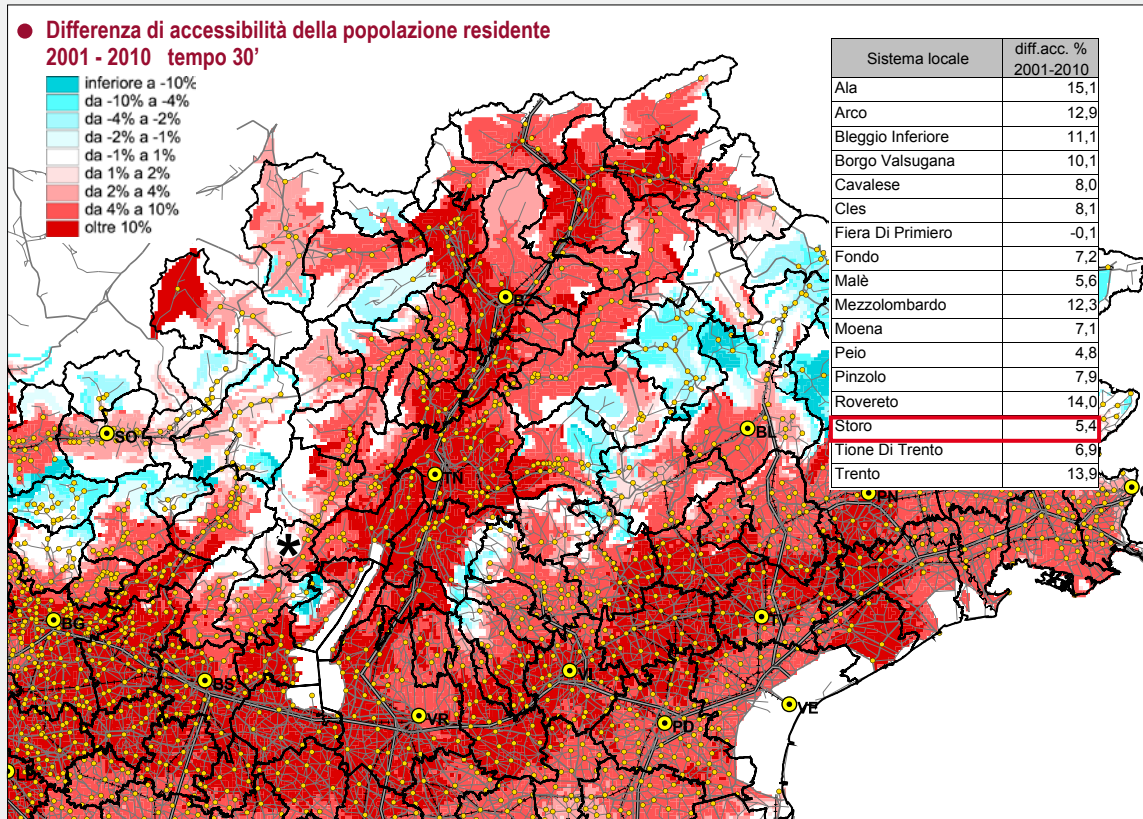 Differenza di accessibilità della popolazione residente
2001 - 2010 tempo 30’
inferiore a -10%
da -10% a -4%
da -4% a -2%
da -2% a -1%
da -1% a 1%
da 1% a 2%
da 2% a 4%
da 4% a 10%
oltre 10%
Sistema locale diff.acc. % 2001-2010
Ala 15,1
Arco 12,9
Bleggio Inferiore 11,1
Borgo Valsugana 10,1
Cavalese 8,0
Cles 8,1
Fiera Di Primiero -0,1
Fondo 7,2
Malè 5,6
Mezzolombardo 12,3
Moena 7,1
Peio 4,8
Pinzolo 7,9
Rovereto 14,0
Storo 5,4
Tione Di Trento 6,9
Trento 13,9
BZ
SO
BL
TN
PN
*
BG
BS
VI
VR
PD
VE